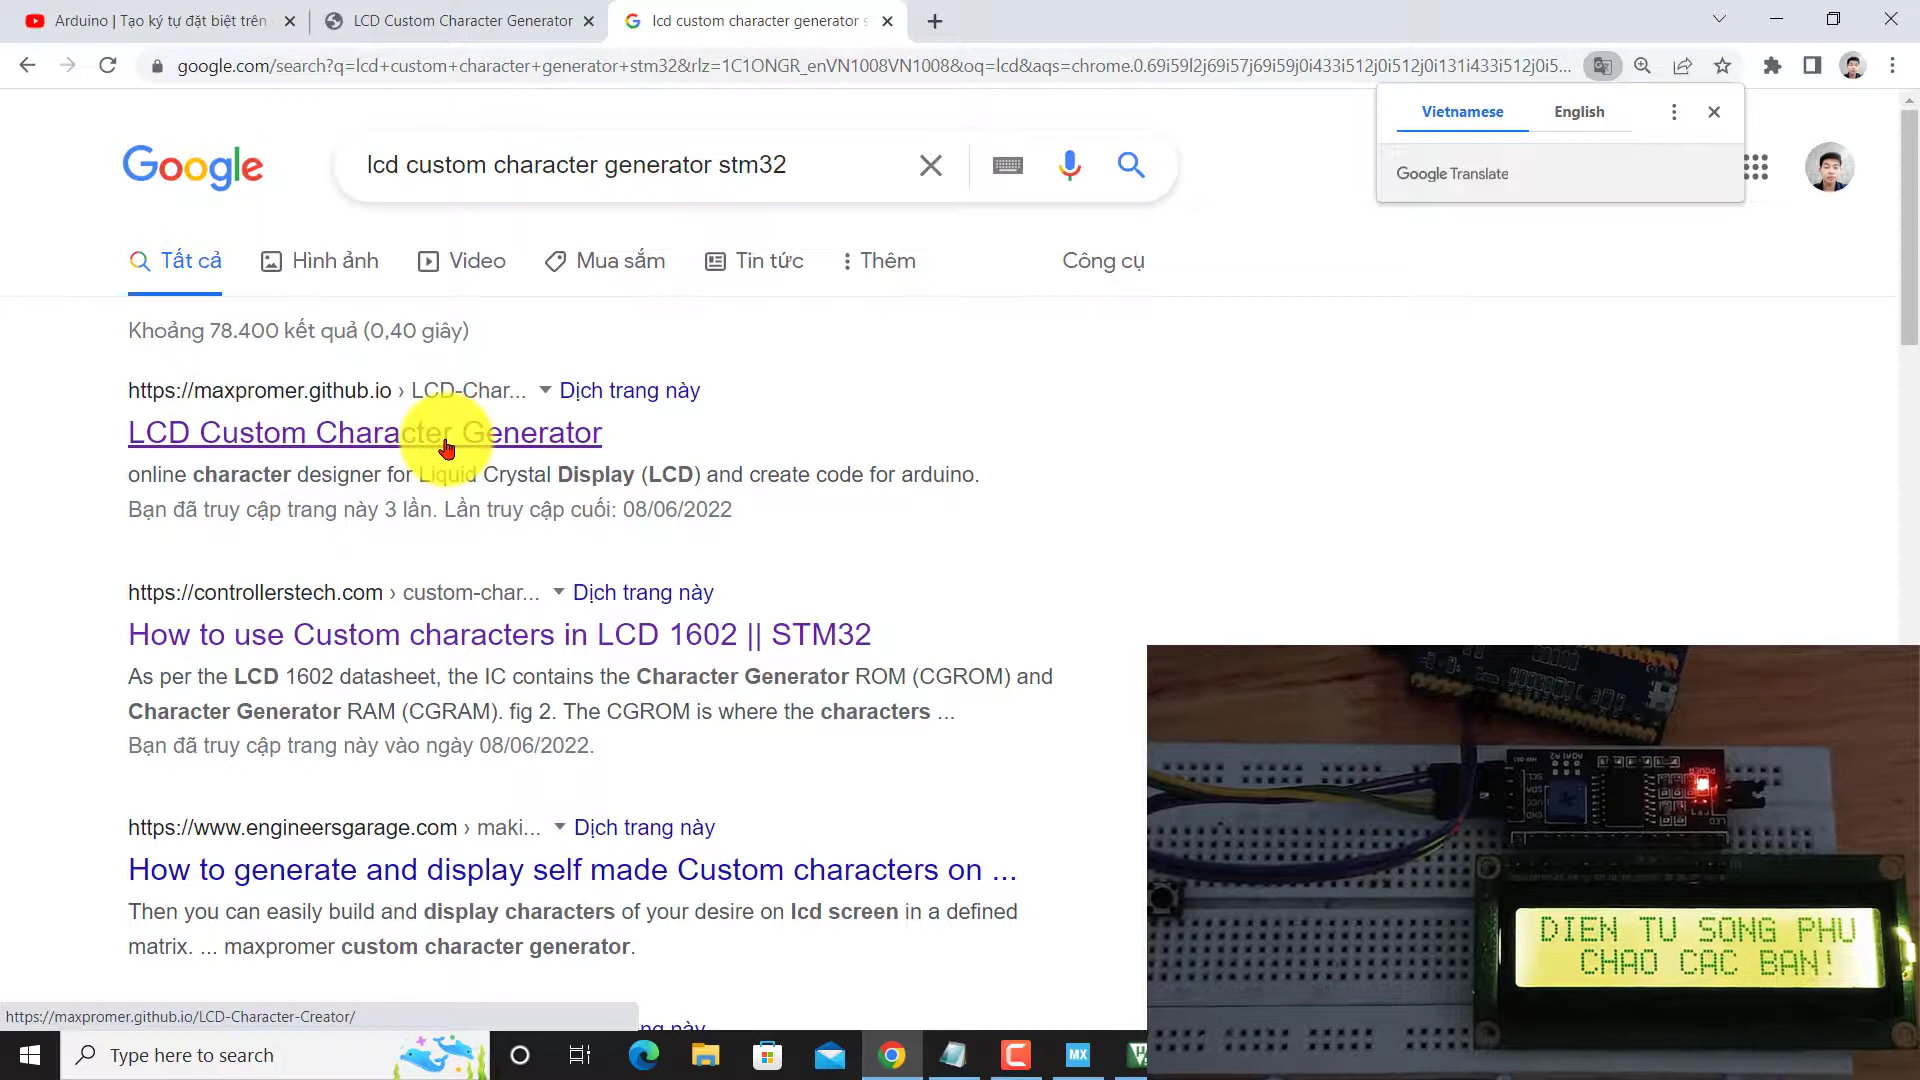 Arduino | Tạo ký tự đặt biệt trên
LCD Custom Character Generator
lcd custom character generator s
google.com/search?q=lcd+custom+character+generator+stm32&rlz=1C1ONGR_enVN1008VN1008&oq=lcd&aqs=chrome.0.69i59l2j69i57j69i59j0i433i512j0i512j0i131i433i512j0i5...
Vietnamese English
Google Translate
Google
lcd custom character generator stm32
Tất cả Hình ảnh Video Mua sắm Tin tức Thêm Công cụ
Khoảng 78.400 kết quả (0,40 giây)
https://maxpromer.github.io › LCD-Char... Dịch trang này
LCD Custom Character Generator
online character designer for Liquid Crystal Display (LCD) and create code for arduino.
Bạn đã truy cập trang này 3 lần. Lần truy cập cuối: 08/06/2022
https://controllerstech.com › custom-char... Dịch trang này
How to use Custom characters in LCD 1602 || STM32
As per the LCD 1602 datasheet, the IC contains the Character Generator ROM (CGROM) and
Character Generator RAM (CGRAM). fig 2. The CGROM is where the characters ...
Bạn đã truy cập trang này vào ngày 08/06/2022.
https://www.engineersgarage.com › maki... Dịch trang này
How to generate and display self made Custom characters on ...
Then you can easily build and display characters of your desire on lcd screen in a defined
matrix. ... maxpromer custom character generator.
SCL
SDA
VCC
GND
POWER
LED
DIEN TU SONG PHU
CHAO CAC BAN!
https://maxpromer.github.io/LCD-Character-Creator/
Type here to search
MX